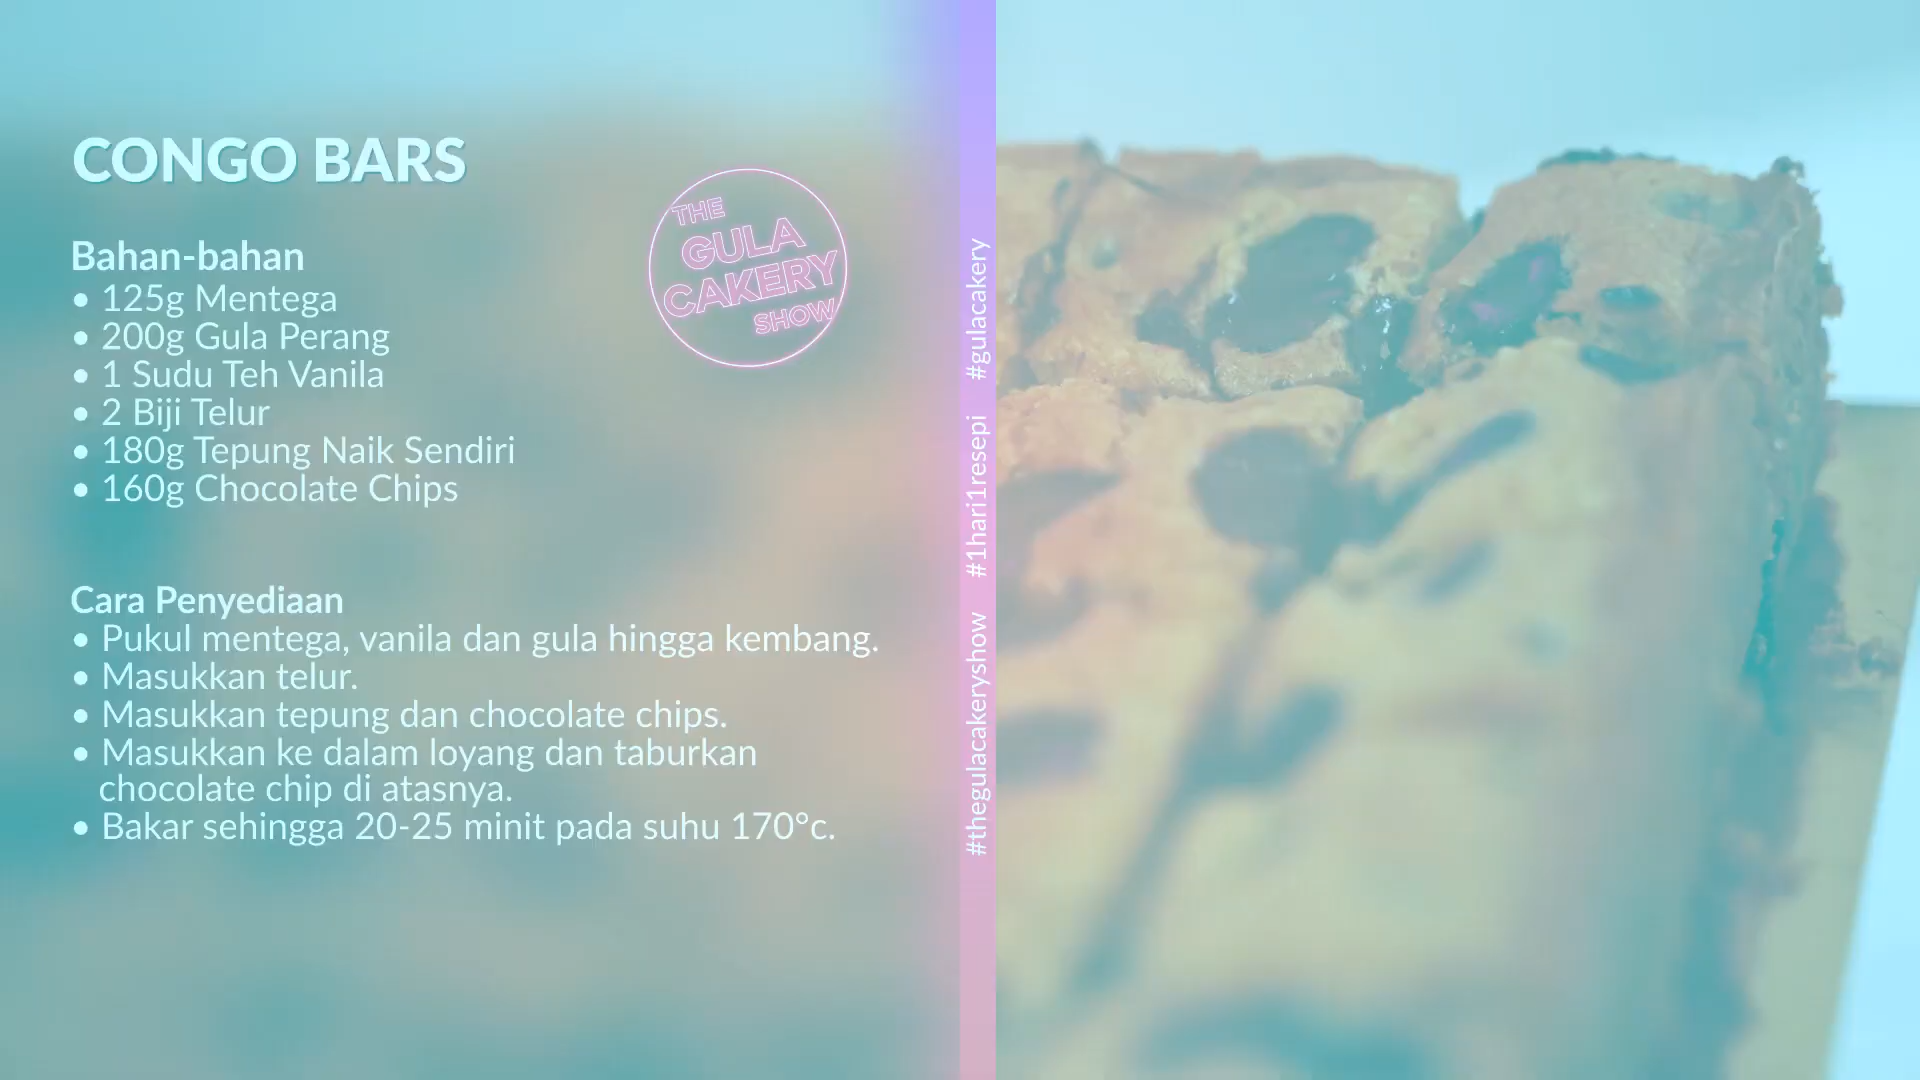 CONGO BARS
Bahan-bahan
• 125g Mentega
• 200g Gula Perang
• 1 Sudu Teh Vanila
• 2 Biji Telur
• 180g Tepung Naik Sendiri
• 160g Chocolate Chips
Cara Penyediaan
• Pukul mentega, vanila dan gula hingga kembang.
• Masukkan telur.
• Masukkan tepung dan chocolate chips.
• Masukkan ke dalam loyang dan taburkan
chocolate chip di atasnya.
• Bakar sehingga 20-25 minit pada suhu 170°c.
THE
GULA
CAKERY
SHOW
#thegulacakeryshow #1hari1resepi #gulacakery